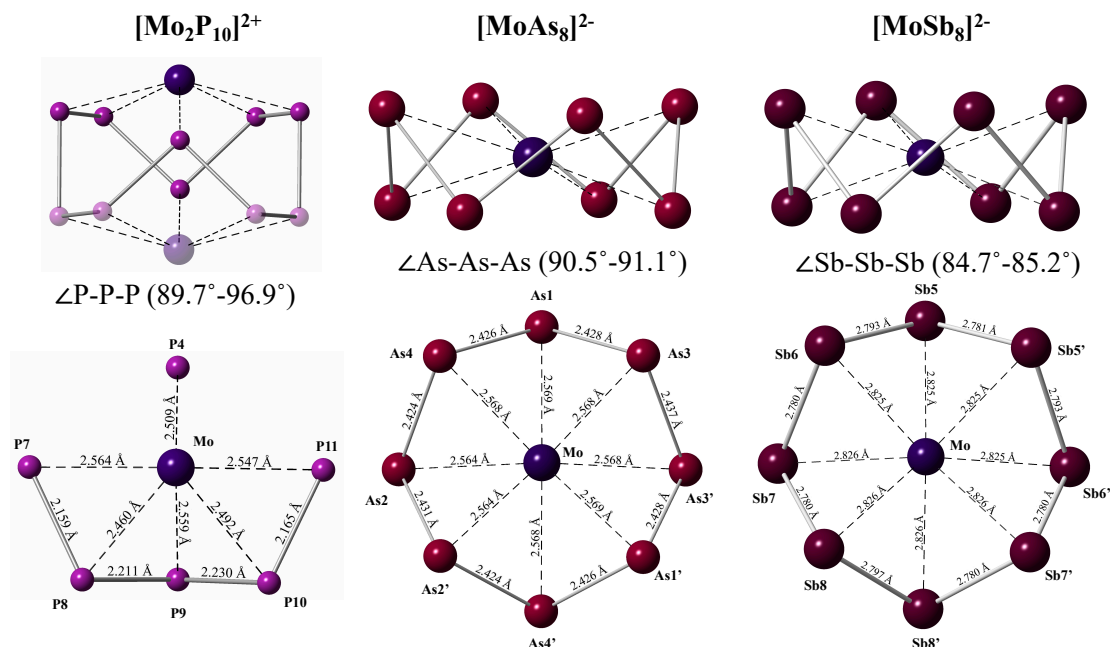 [Mo₂P₁₀]²⁺
[MoAs₈]²⁻
[MoSb₈]²⁻
∠P-P-P (89.7˚-96.9˚)
∠As-As-As (90.5˚-91.1˚)
∠Sb-Sb-Sb (84.7˚-85.2˚)
P4
2.509 Å
P7
Mo
P11
2.564 Å
2.547 Å
2.159 Å
2.460 Å
2.559 Å
2.492 Å
2.165 Å
2.211 Å
2.230 Å
P8
P9
P10
As1
2.426 Å
2.428 Å
As4
As3
2.424 Å
2.568 Å
2.569 Å
2.568 Å
2.437 Å
2.564 Å
Mo
2.568 Å
As2
As3’
2.431 Å
2.564 Å
2.568 Å
2.569 Å
2.428 Å
As2’
As1’
2.424 Å
2.426 Å
As4’
Sb5
2.793 Å
2.781 Å
Sb6
Sb5’
2.780 Å
2.825 Å
2.825 Å
2.825 Å
2.793 Å
2.826 Å
Mo
2.825 Å
Sb7
Sb6’
2.780 Å
2.826 Å
2.826 Å
2.826 Å
2.780 Å
Sb8
Sb7’
2.797 Å
2.780 Å
Sb8’